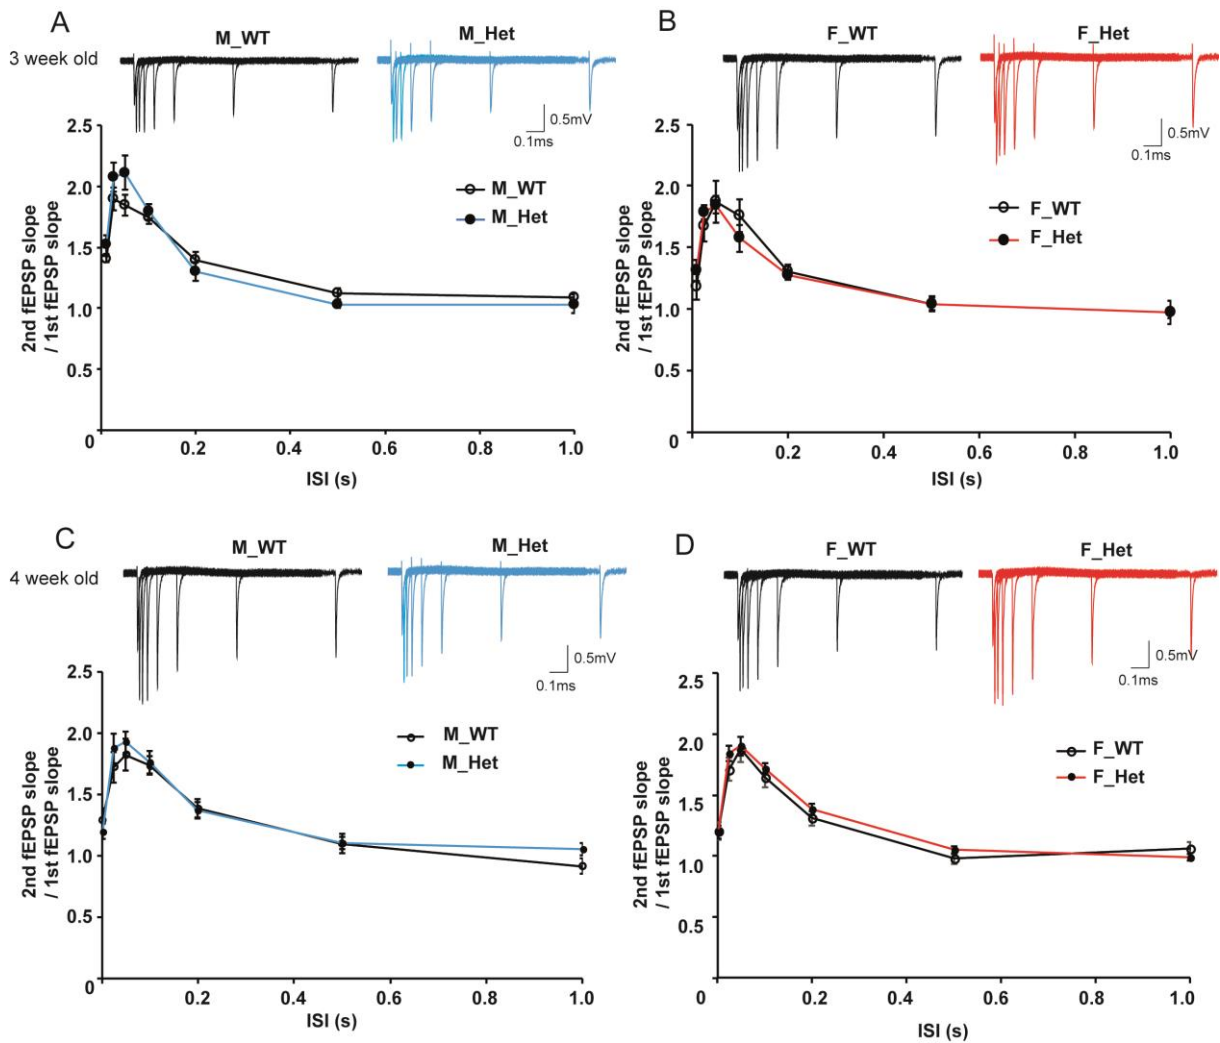 A
M_WT
M_Het
3 week old
0.5mV
0.1ms
2.5
2.0
1.5
1.0
0.5
0
0.2
0.4
0.6
0.8
1.0
ISI (s)
2nd fEPSP slope
/ 1st fEPSP slope
M_WT
M_Het
B
F_WT
F_Het
0.5mV
0.1ms
2.5
2.0
1.5
1.0
0.5
0
0.2
0.4
0.6
0.8
1.0
ISI (s)
2nd fEPSP slope
/ 1st fEPSP slope
F_WT
F_Het
C
M_WT
M_Het
4 week old
0.5mV
0.1ms
2.5
2.0
1.5
1.0
0.5
0
0.2
0.4
0.6
0.8
1.0
ISI (s)
2nd fEPSP slope
/ 1st fEPSP slope
M_WT
M_Het
D
F_WT
F_Het
0.5mV
0.1ms
2.5
2.0
1.5
1.0
0.5
0
0.2
0.4
0.6
0.8
1.0
ISI (s)
2nd fEPSP slope
/ 1st fEPSP slope
F_WT
F_Het